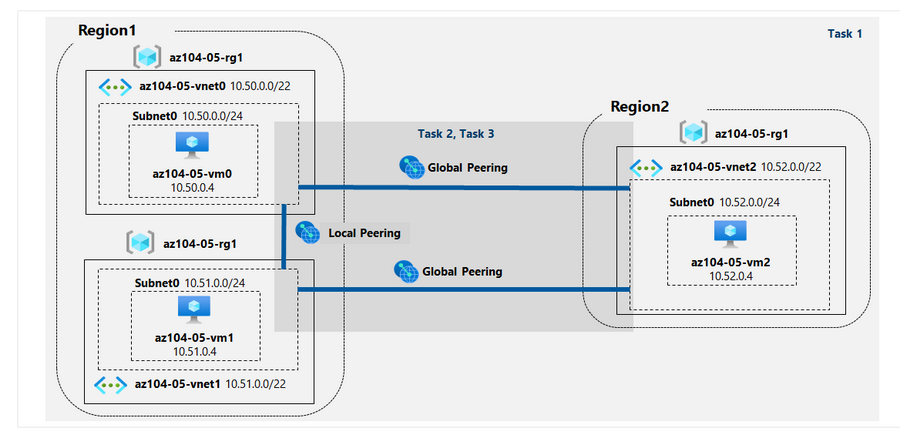 Region1
Task 1
az104-05-rg1
az104-05-vnet0 10.50.0.0/22
Subnet0 10.50.0.0/24
az104-05-vm0
10.50.0.4
Region2
az104-05-rg1
az104-05-vnet2 10.52.0.0/22
Subnet0 10.52.0.0/24
az104-05-vm2
10.52.0.4
Task 2, Task 3
Global Peering
Local Peering
Global Peering
az104-05-rg1
Subnet0 10.51.0.0/24
az104-05-vm1
10.51.0.4
az104-05-vnet1 10.51.0.0/22